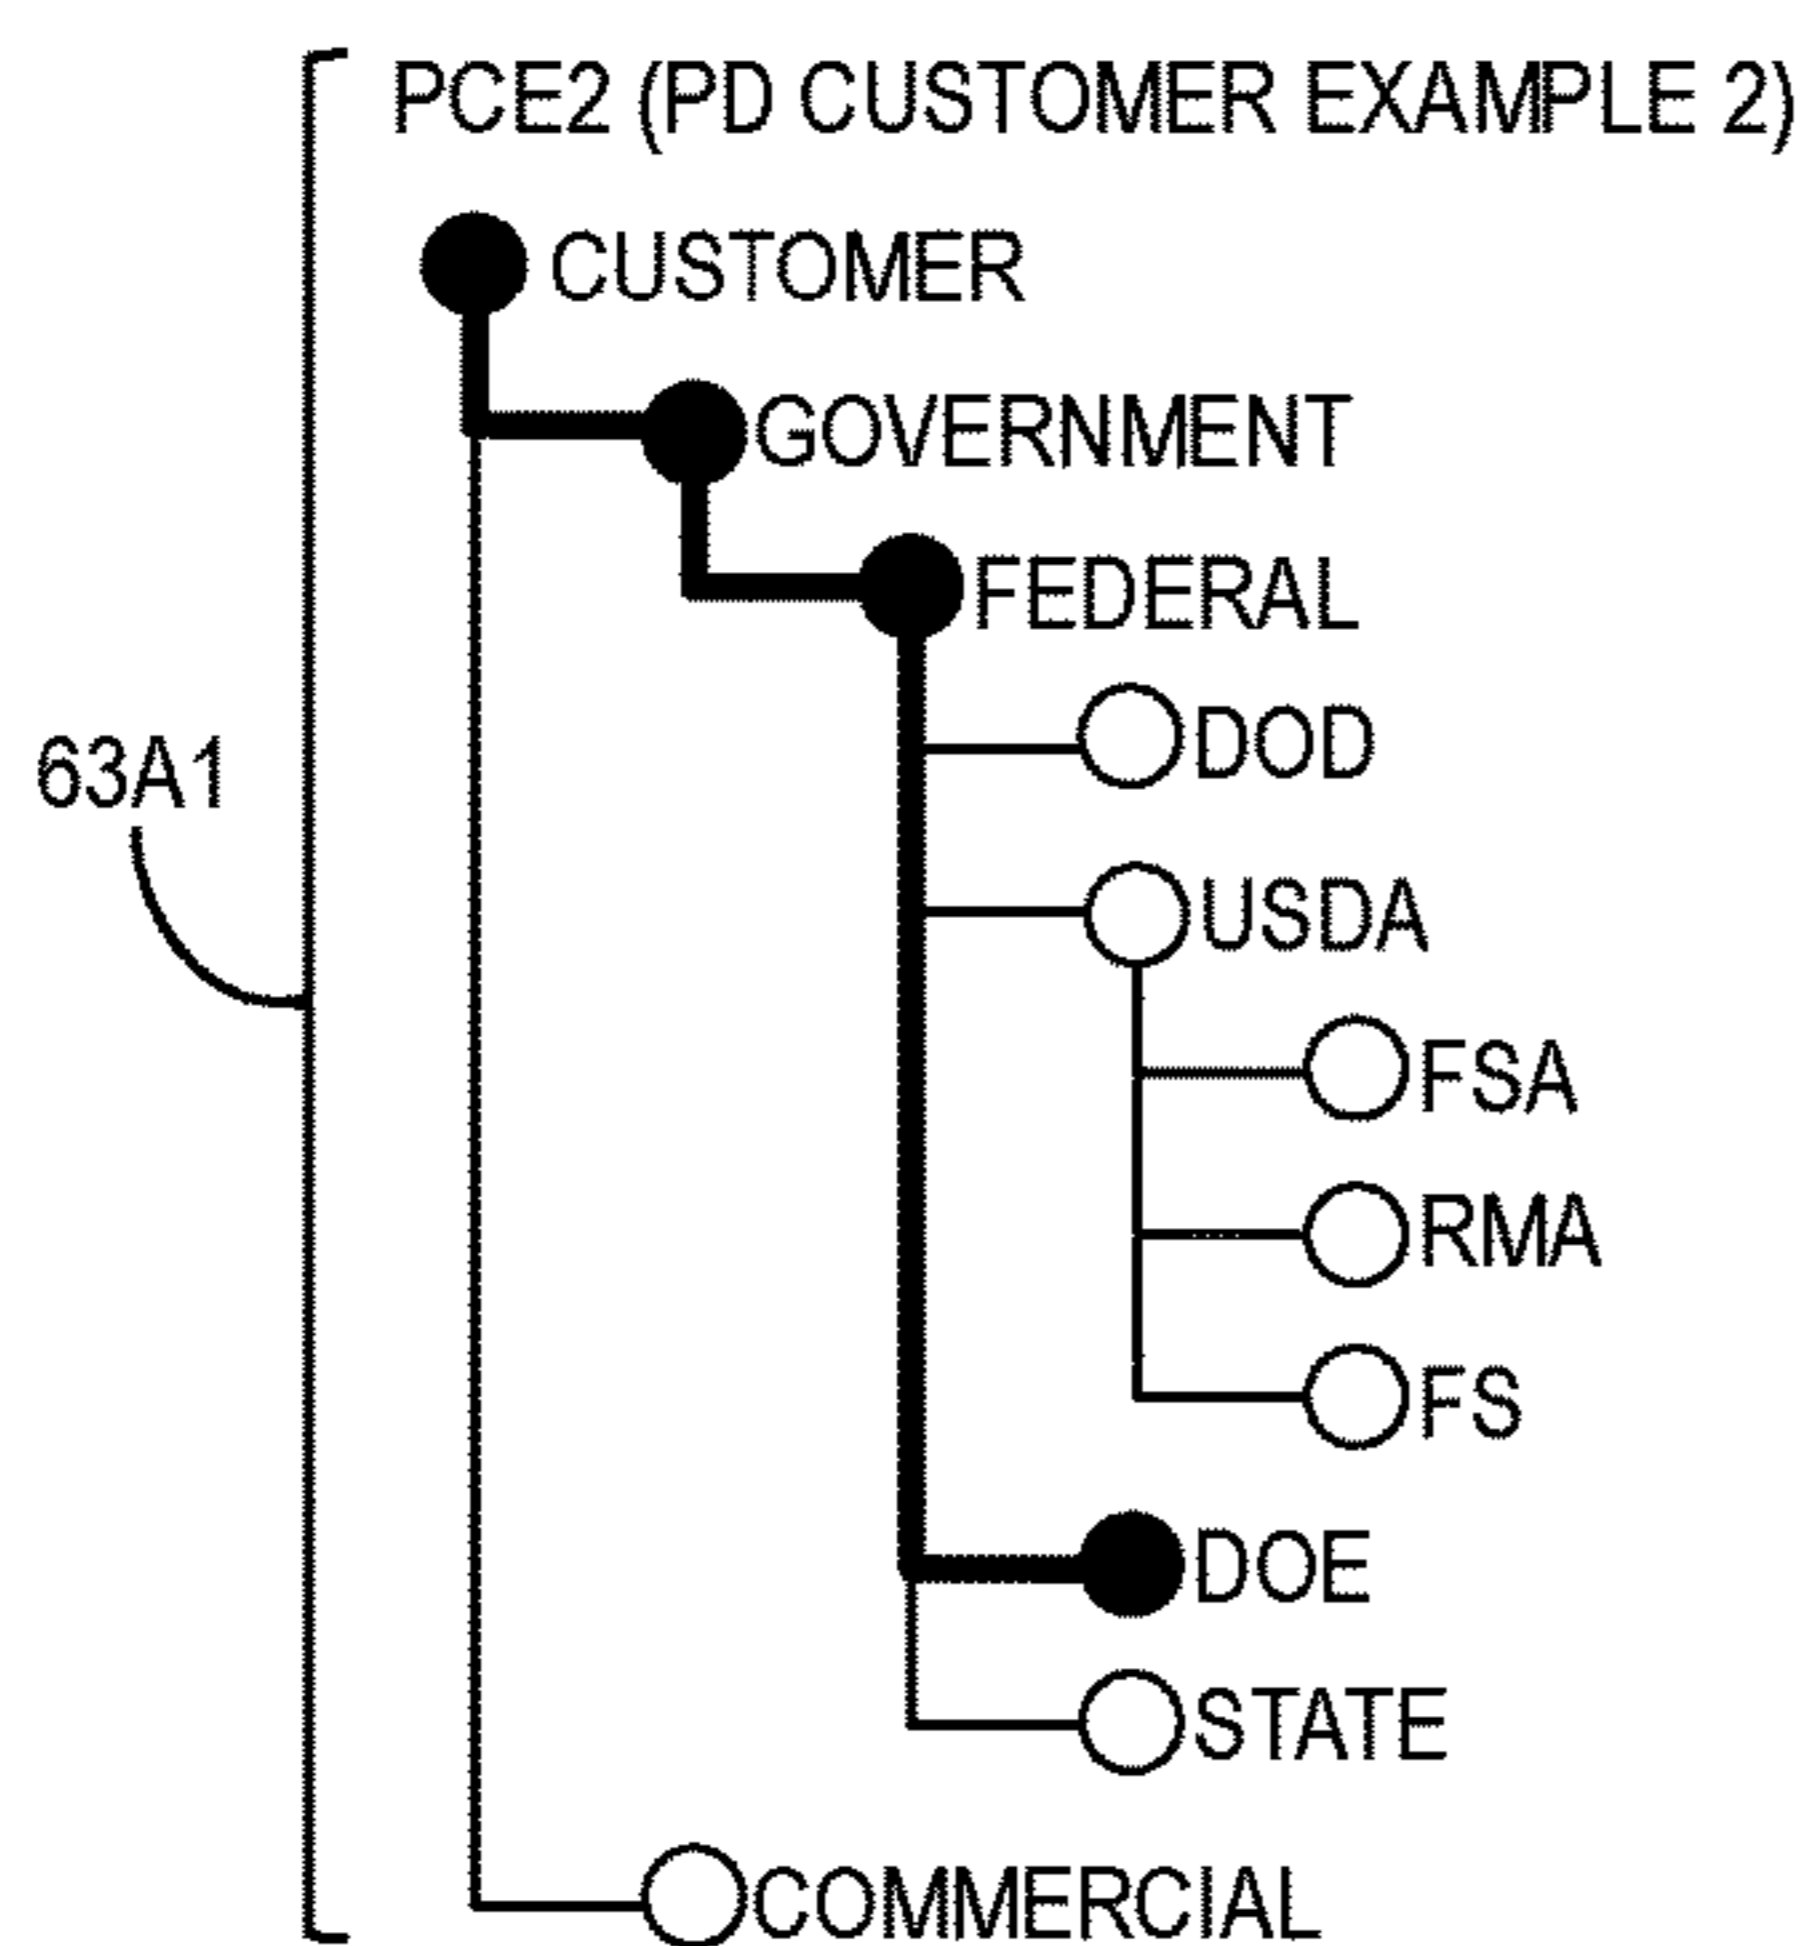 PCE2 (PD CUSTOMER EXAMPLE 2)
CUSTOMER
GOVERNMENT
FEDERAL
DOD
63A1
USDA
FSA
RMA
FS
DOE
STATE
COMMERCIAL